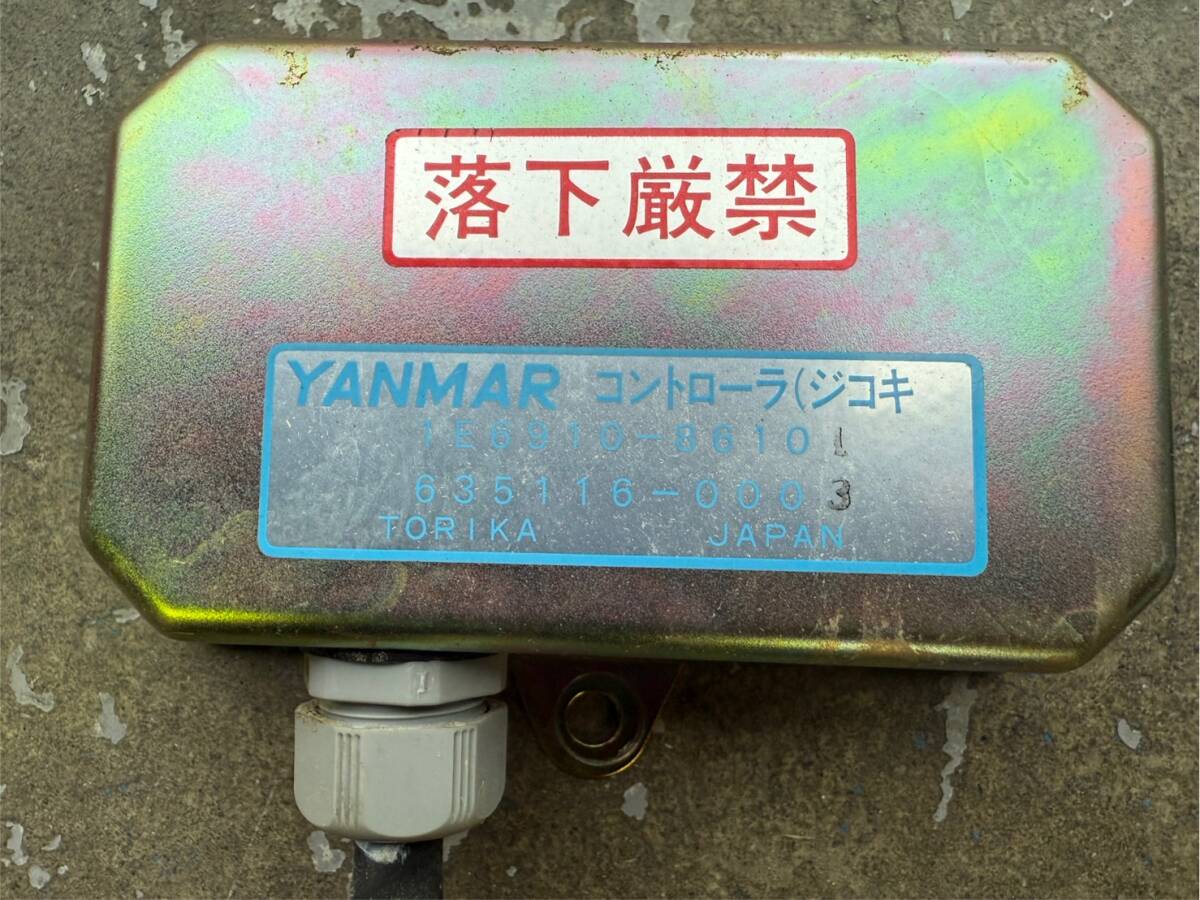 落下厳禁
YANMAR コントローラ(ジコキ
1E6910-86101
635116-0003
TORIKA JAPAN